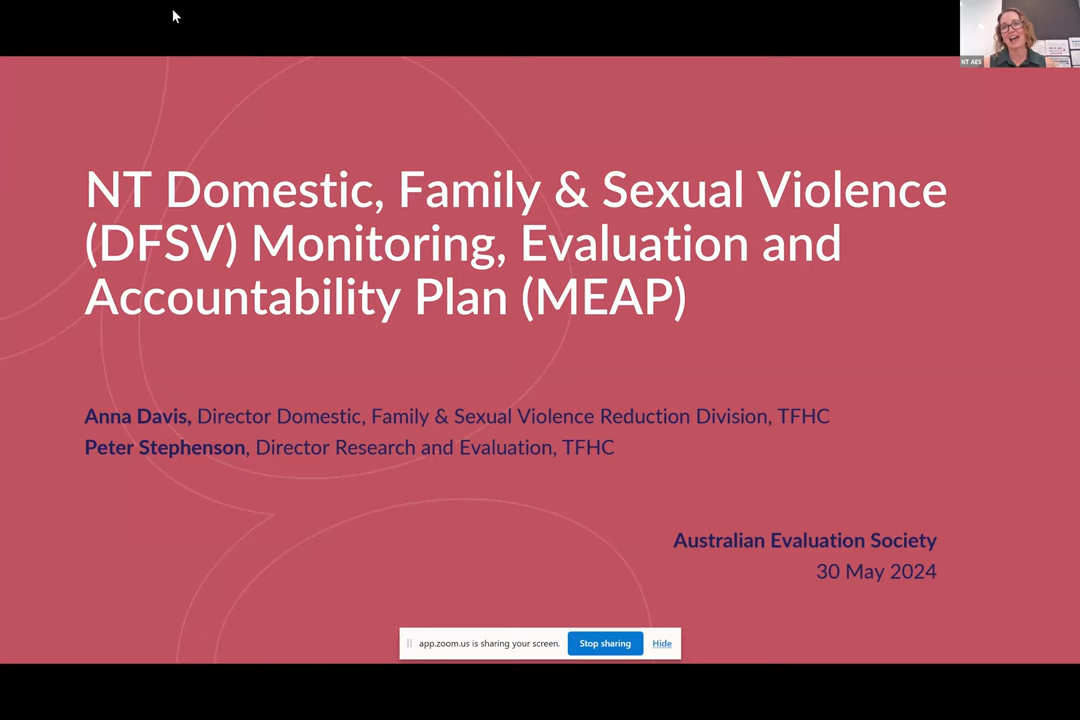 NT AES
NT Domestic, Family & Sexual Violence
(DFSV) Monitoring, Evaluation and
Accountability Plan (MEAP)
Anna Davis, Director Domestic, Family & Sexual Violence Reduction Division, TFHC
Peter Stephenson, Director Research and Evaluation, TFHC
Australian Evaluation Society
30 May 2024
app.zoom.us is sharing your screen. Stop sharing Hide